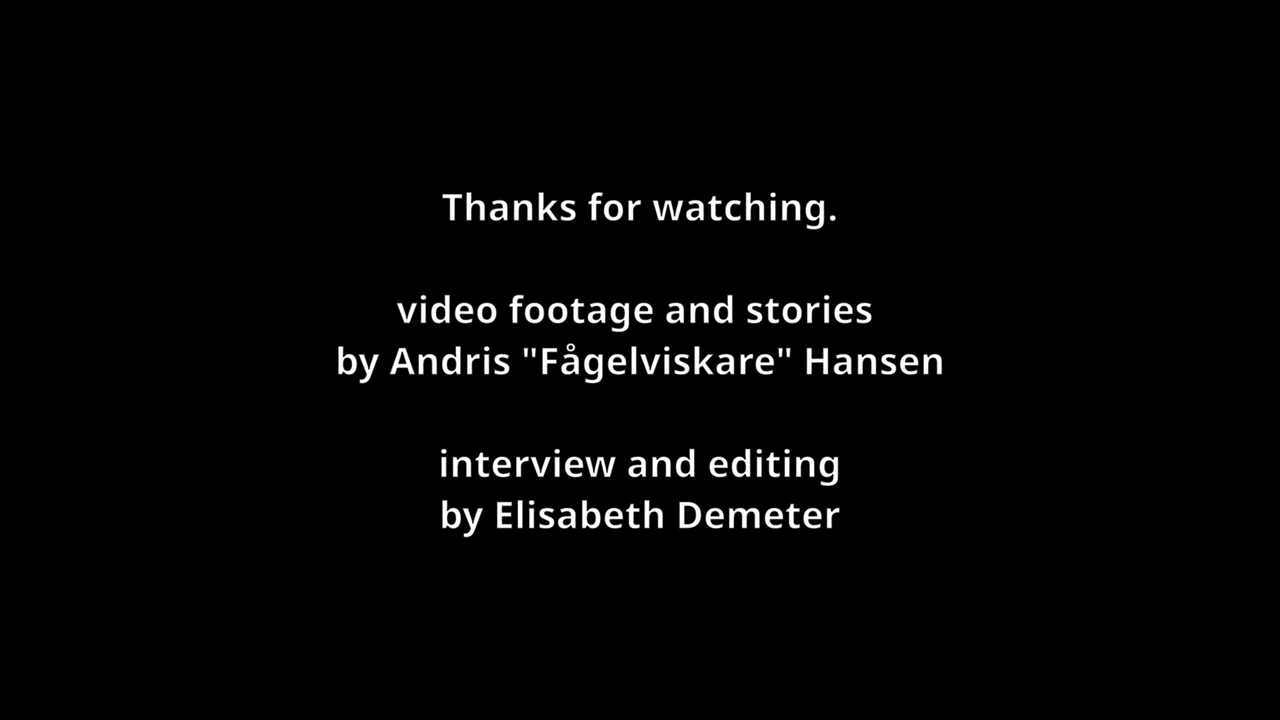 Thanks for watching.
video footage and stories
by Andris "Fågelviskare" Hansen
interview and editing
by Elisabeth Demeter